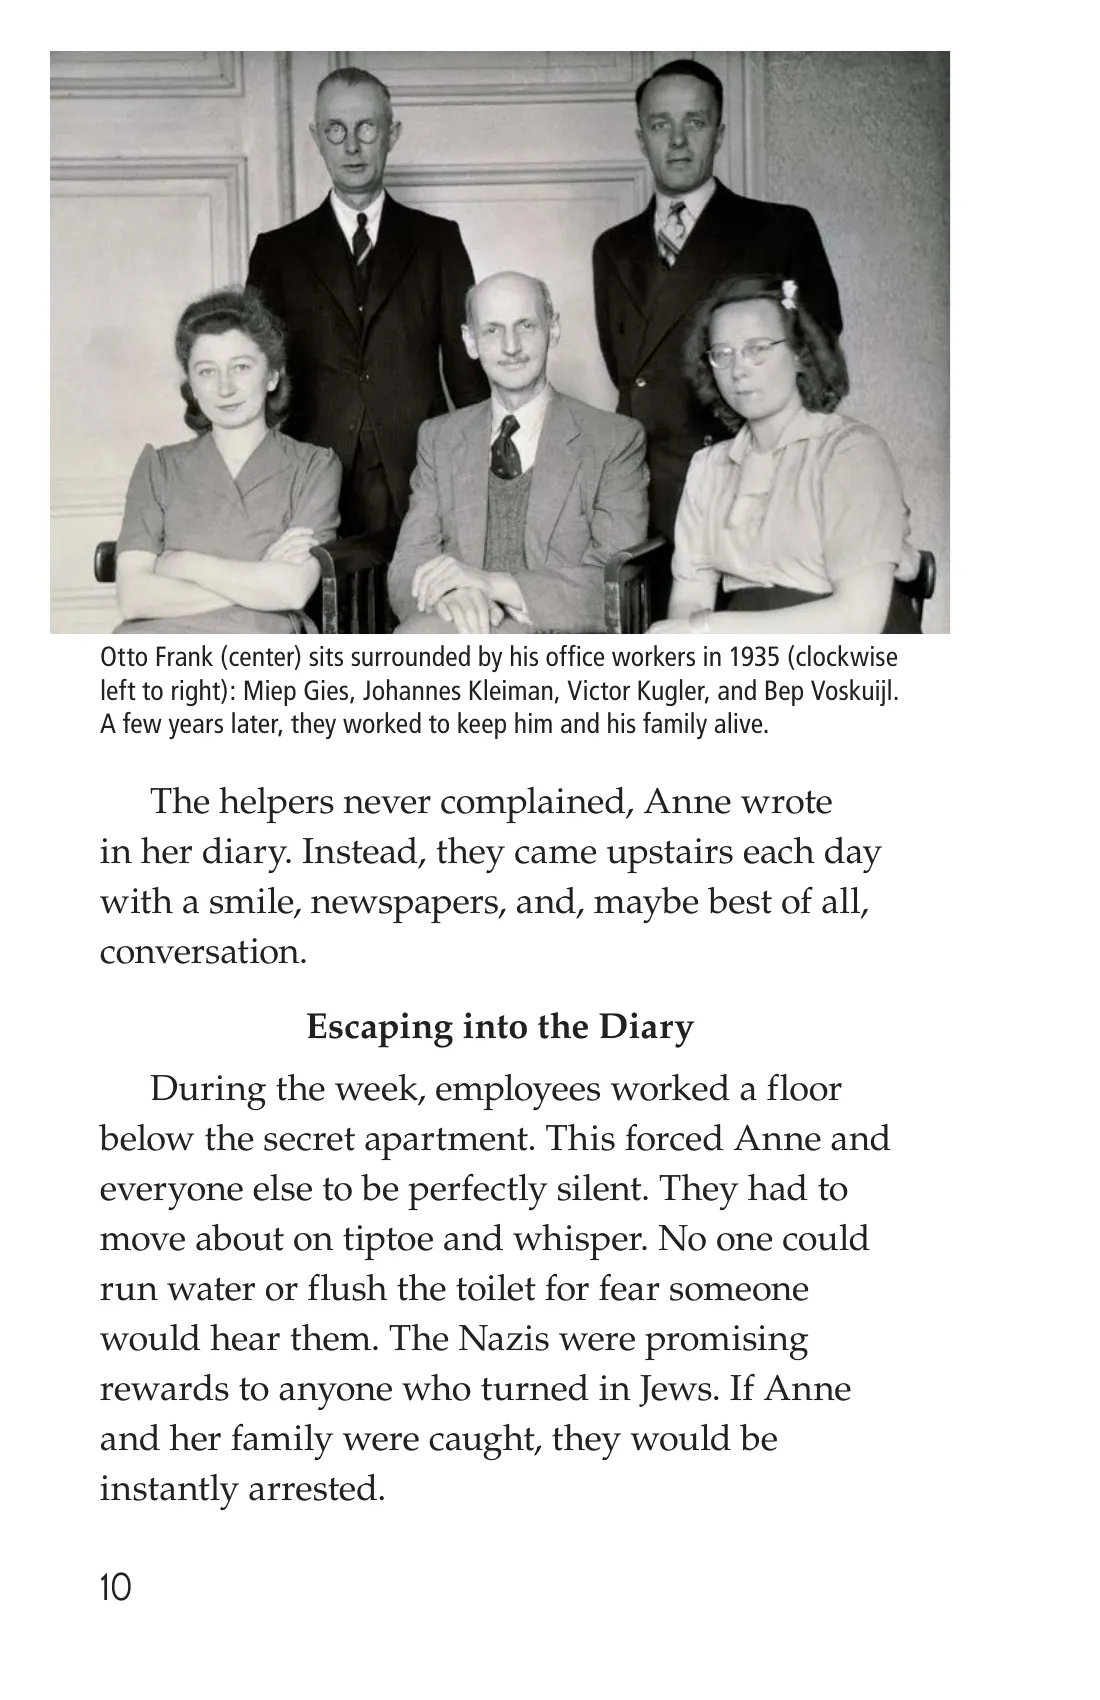 Otto Frank (center) sits surrounded by his office workers in 1935 (clockwise
left to right): Miep Gies, Johannes Kleiman, Victor Kugler, and Bep Voskuijl.
A few years later, they worked to keep him and his family alive.
The helpers never complained, Anne wrote
in her diary. Instead, they came upstairs each day
with a smile, newspapers, and, maybe best of all,
conversation.
Escaping into the Diary
During the week, employees worked a floor
below the secret apartment. This forced Anne and
everyone else to be perfectly silent. They had to
move about on tiptoe and whisper. No one could
run water or flush the toilet for fear someone
would hear them. The Nazis were promising
rewards to anyone who turned in Jews. If Anne
and her family were caught, they would be
instantly arrested.
10